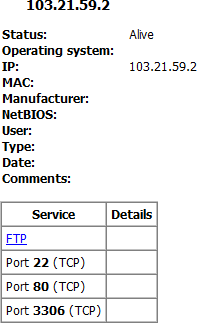 103.21.59.2
Status: Alive
Operating system:
IP: 103.21.59.2
MAC:
Manufacturer:
NetBIOS:
User:
Type:
Date:
Comments:
Service Details
FTP
Port 22 (TCP)
Port 80 (TCP)
Port 3306 (TCP)